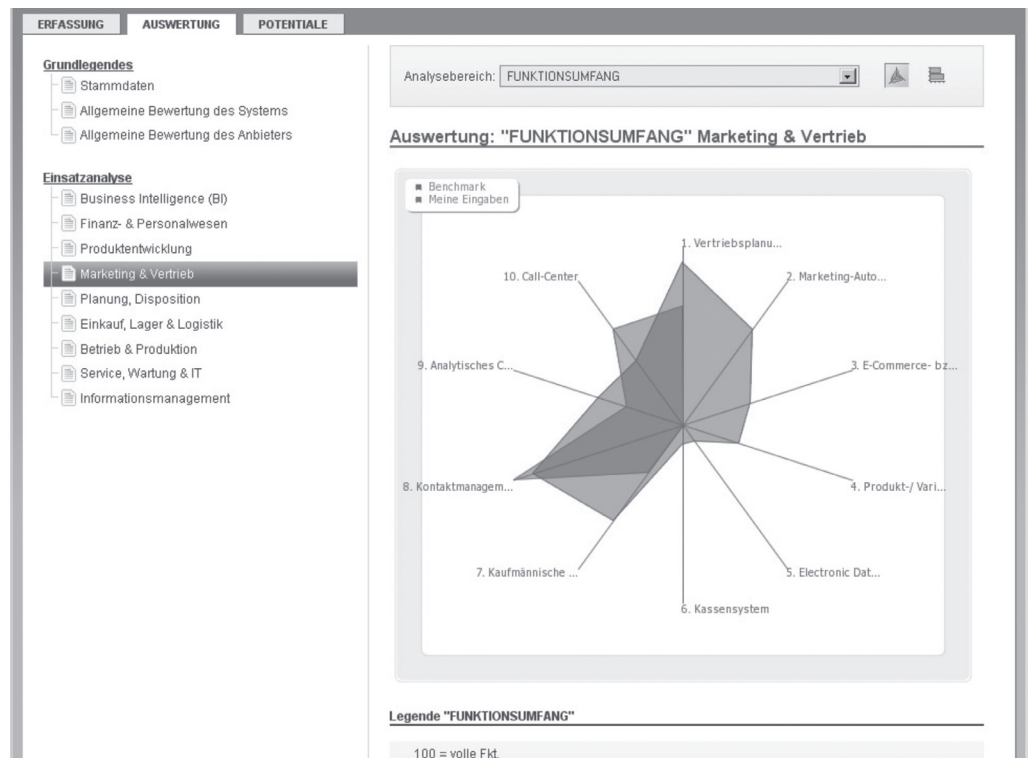 ERFASSUNG AUSWERTUNG POTENTIALE
Grundlegendes
Stammdaten
Allgemeine Bewertung des Systems
Allgemeine Bewertung des Anbieters
Einsatzanalyse
Business Intelligence (BI)
Finanz- & Personalwesen
Produktentwicklung
Marketing & Vertrieb
Planung, Disposition
Einkauf, Lager & Logistik
Betrieb & Produktion
Service, Wartung & IT
Informationsmanagement
Analysebereich: FUNKTIONSUMFANG
Auswertung: "FUNKTIONSUMFANG" Marketing & Vertrieb
Benchmark
Meine Eingaben
1. Vertriebsplanu...
2. Marketing-Auto...
3. E-Commerce- bz...
4. Produkt-/ Vari...
5. Electronic Dat...
6. Kassensystem
7. Kaufmännische ...
8. Kontaktmanagem...
9. Analytisches C...
10. Call-Center
Legende "FUNKTIONSUMFANG"
100 = volle Fkt.